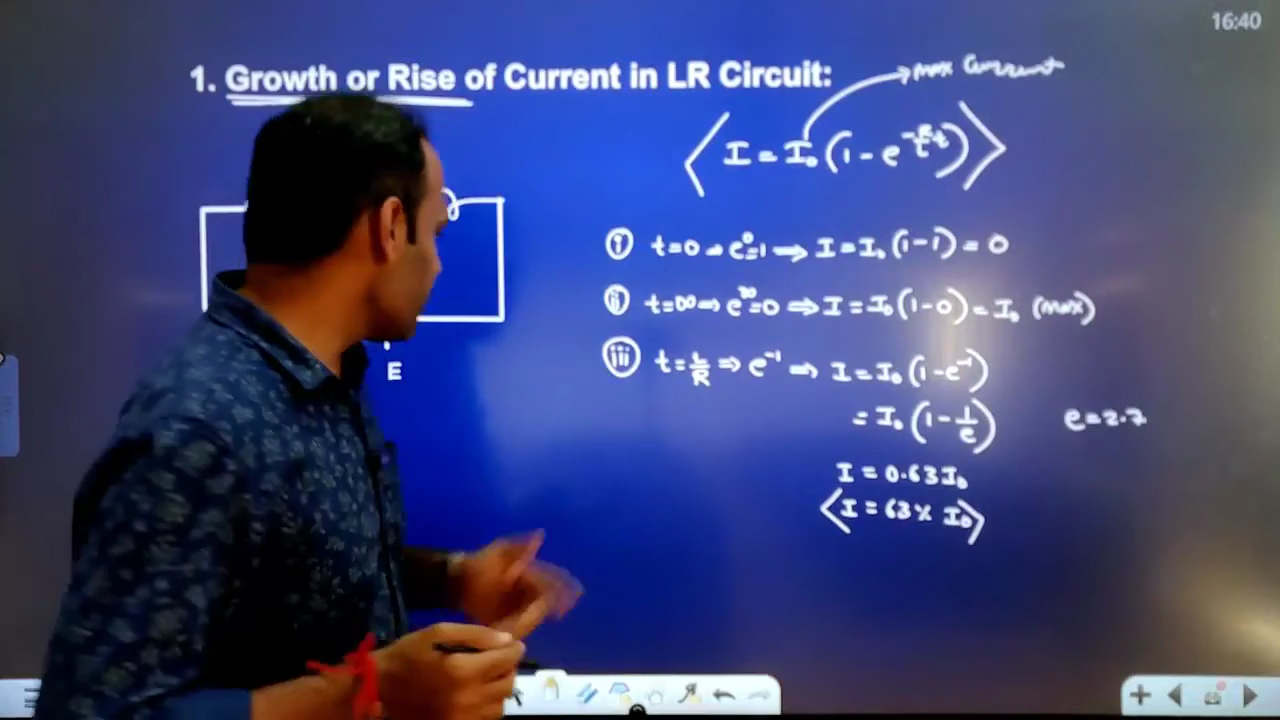 16:40
1. Growth or Rise of Current in LR Circuit:
max Current
I = I₀(1 - e^(-R/L t))
(i) t=0 → e⁰=1 ⇒ I = I₀(1-1) = 0
(ii) t=∞ ⇒ e^∞=0 ⇒ I = I₀(1-0) = I₀ (max)
(iii) t=L/R ⇒ e⁻¹ ⇒ I = I₀(1-e⁻¹)
= I₀(1-1/e) e=2.7
I = 0.63I₀
I = 63% I₀
E